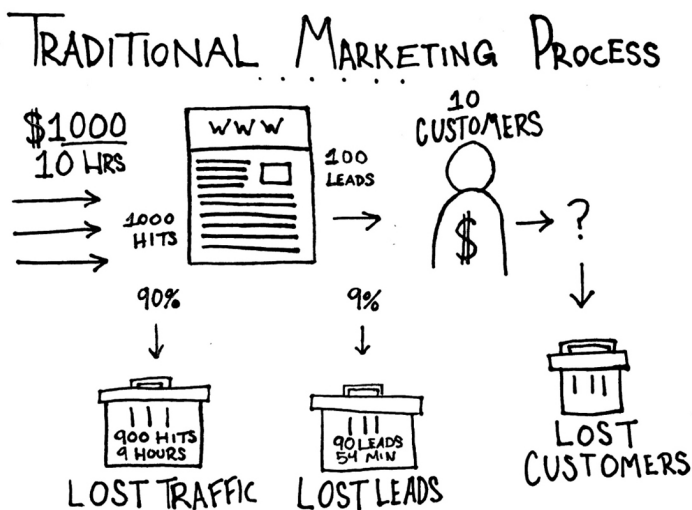 TRADITIONAL MARKETING PROCESS
$1000
10 HRS
1000
HITS
WWW
100
LEADS
10
CUSTOMERS
$
?
90%
9%
900 HITS
9 HOURS
LOST TRAFFIC
90 LEADS
54 MIN
LOST LEADS
LOST
CUSTOMERS